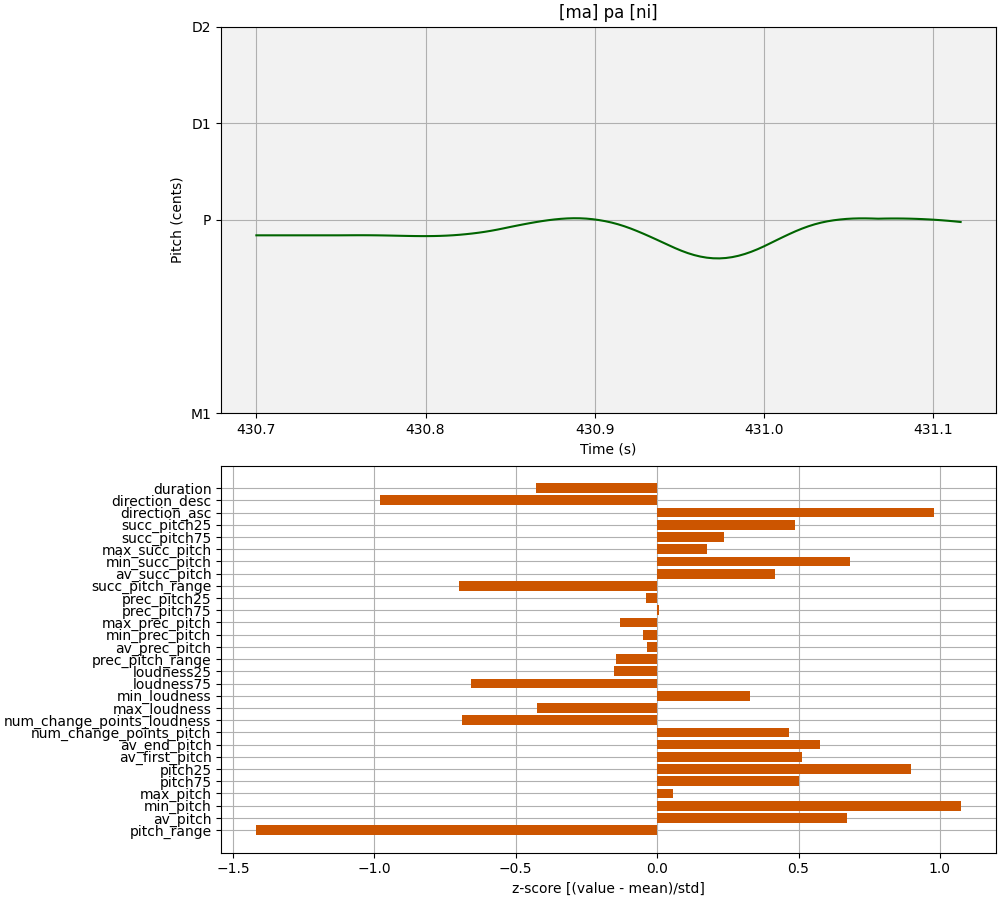 [ma] pa [ni]
D2
D1
P
M1
Pitch (cents)
430.7 430.8 430.9 431.0 431.1
Time (s)
duration
direction_desc
direction_asc
succ_pitch25
succ_pitch75
max_succ_pitch
min_succ_pitch
av_succ_pitch
succ_pitch_range
prec_pitch25
prec_pitch75
max_prec_pitch
min_prec_pitch
av_prec_pitch
prec_pitch_range
loudness25
loudness75
min_loudness
max_loudness
num_change_points_loudness
num_change_points_pitch
av_end_pitch
av_first_pitch
pitch25
pitch75
max_pitch
min_pitch
av_pitch
pitch_range
−1.5 −1.0 −0.5 0.0 0.5 1.0
z-score [(value - mean)/std]